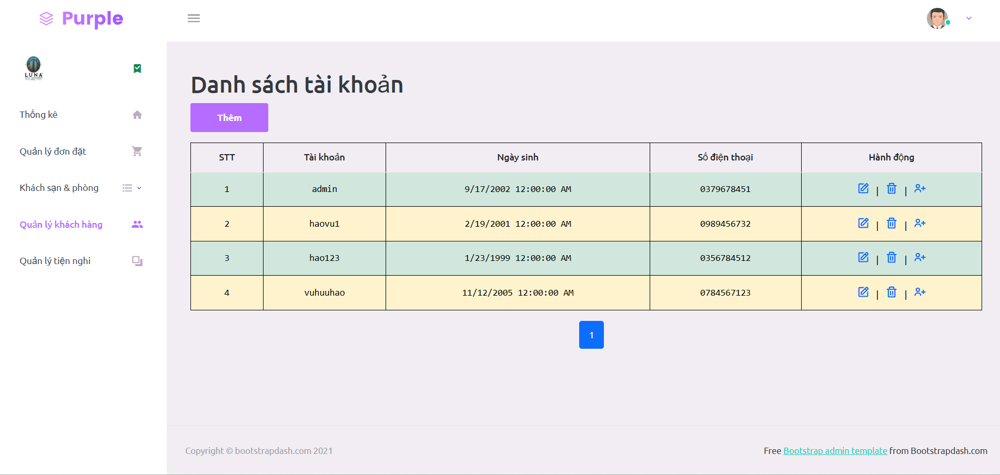 Purple
LUNA
Thống kê
Quản lý đơn đặt
Khách sạn & phòng
Quản lý khách hàng
Quản lý tiện nghi
Danh sách tài khoản
Thêm
STT Tài khoản Ngày sinh Số điện thoại Hành động
1 admin 9/17/2002 12:00:00 AM 0379678451 | |
2 haovu1 2/19/2001 12:00:00 AM 0989456732 | |
3 hao123 1/23/1999 12:00:00 AM 0356784512 | |
4 vuhuuhao 11/12/2005 12:00:00 AM 0784567123 | |
1
Copyright © bootstrapdash.com 2021
Free Bootstrap admin template from Bootstrapdash.com